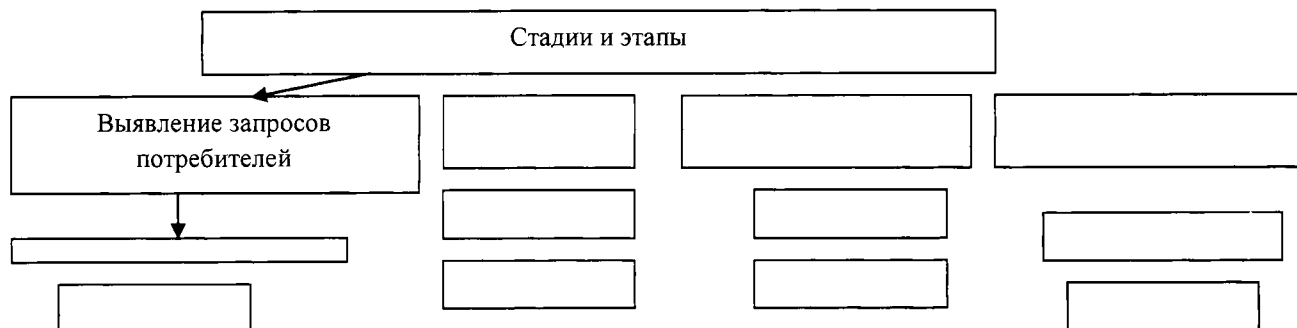 Стадии и этапы
Выявление запросов
потребителей